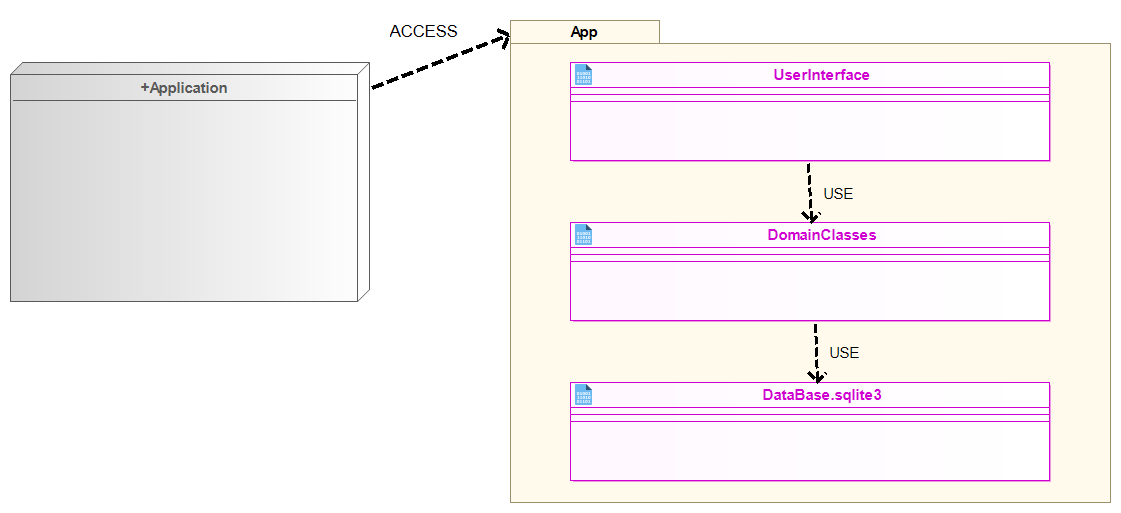 ACCESS
App
+Application
UserInterface
USE
DomainClasses
USE
DataBase.sqlite3